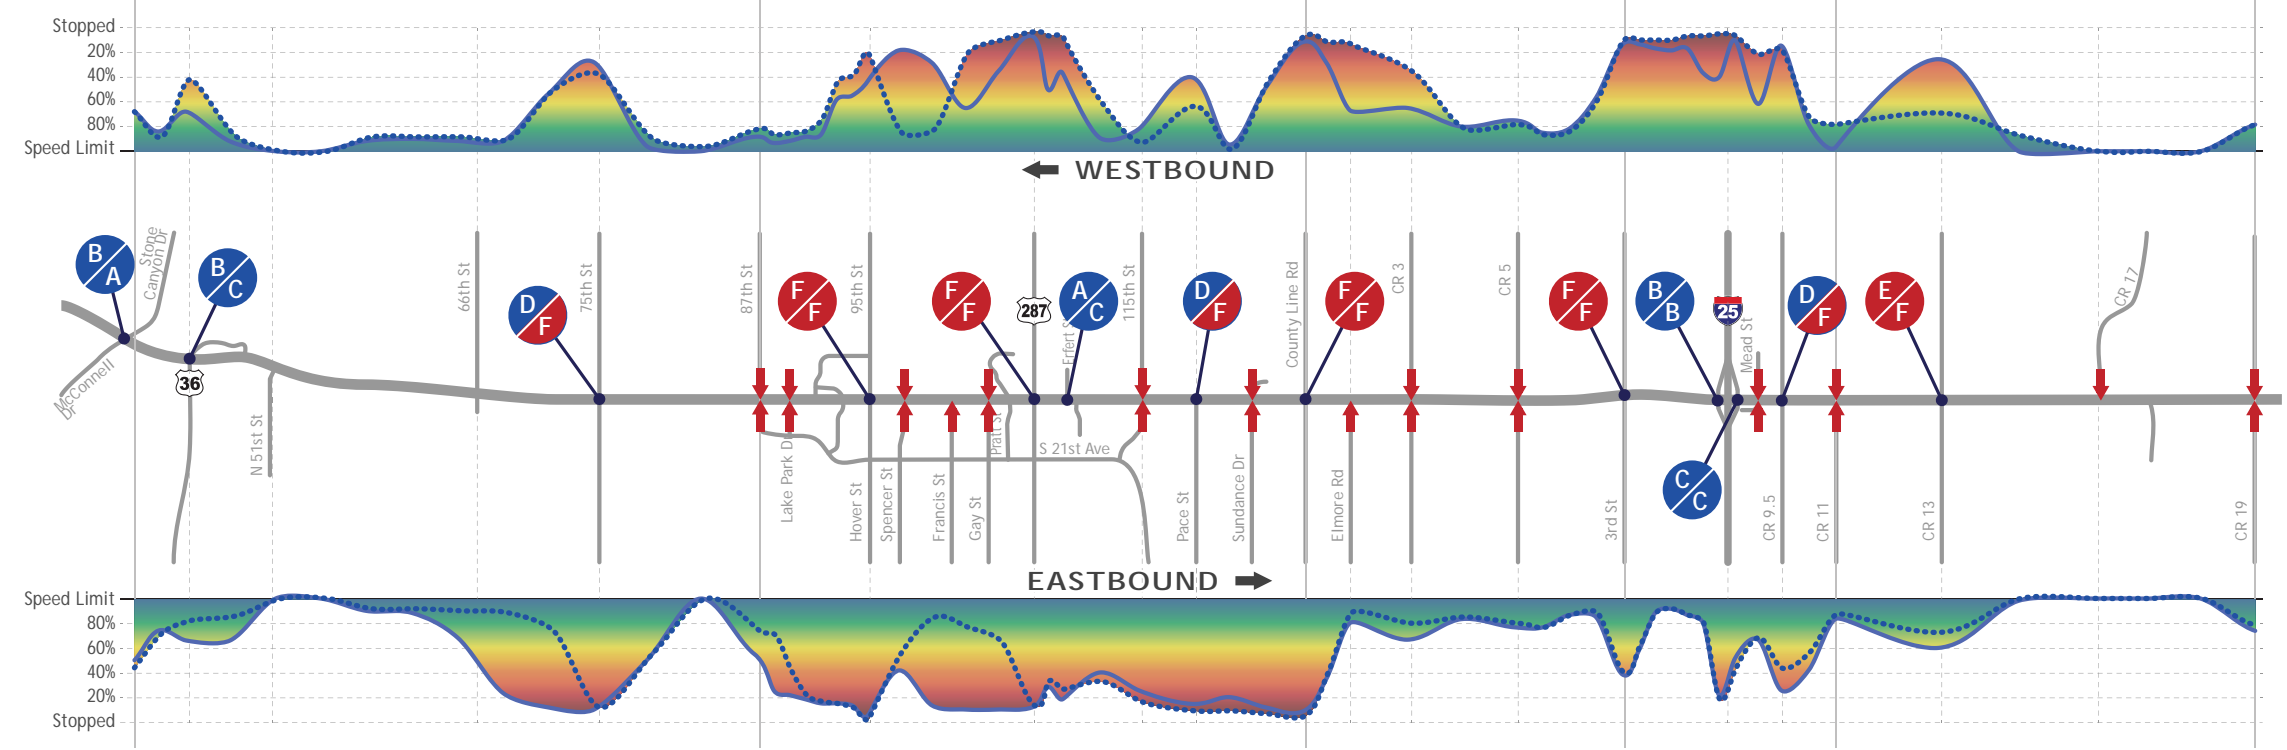 Stopped
20%
40%
60%
80%
Speed Limit
WESTBOUND
B
A
Stone
Canyon Dr
B
C
66th St
D
F
75th St
87th St
F
F
95th St
F
F
287
A
C
115th St
D
F
County Line Rd
F
F
CR 3
CR 5
F
F
B
B
25
Mead St
D
F
E
F
CR 17
McConnell
Dr
36
N 51st St
Lake Park Dr
Hover St
Spencer St
Francis St
Gay St
Pratt St
S 21st Ave
Erfert S
Pace St
Sundance Dr
Elmore Rd
3rd St
C
C
CR 9.5
CR 11
CR 13
CR 19
EASTBOUND
Speed Limit
80%
60%
40%
20%
Stopped